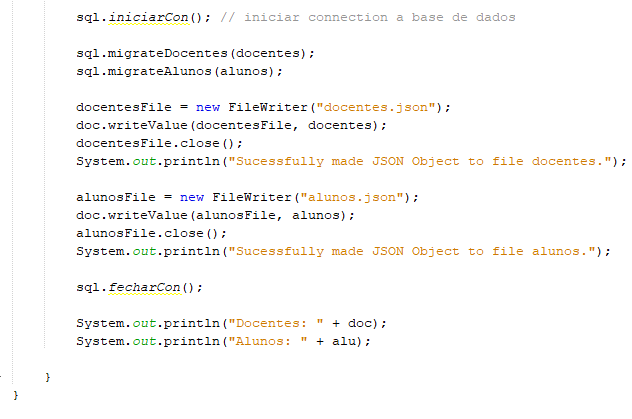 sql.iniciarCon(); // iniciar connection a base de dados
sql.migrateDocentes(docentes);
sql.migrateAlunos(alunos);
docentesFile = new FileWriter("docentes.json");
doc.writeValue(docentesFile, docentes);
docentesFile.close();
System.out.println("Sucessfully made JSON Object to file docentes.");
alunosFile = new FileWriter("alunos.json");
doc.writeValue(alunosFile, alunos);
alunosFile.close();
System.out.println("Sucessfully made JSON Object to file alunos.");
sql.fecharCon();
System.out.println("Docentes: " + doc);
System.out.println("Alunos: " + alu);
}
}